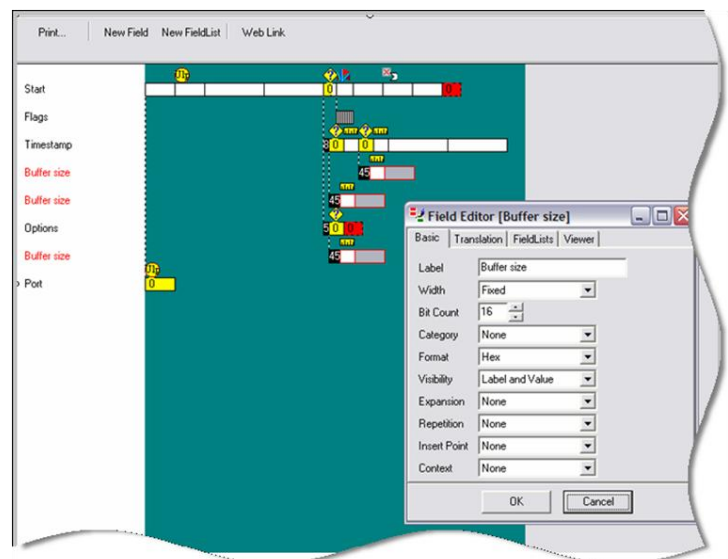 Print... New Field New FieldList Web Link
Start 0 0
Flags
Timestamp 8 0 0
Buffer size 45
Buffer size 45
Options 5 0 0
Buffer size 45
Port 0
Field Editor [Buffer size]
Basic Translation FieldLists Viewer
Label Buffer size
Width Fixed
Bit Count 16
Category None
Format Hex
Visibility Label and Value
Expansion None
Repetition None
Insert Point None
Context None
OK Cancel